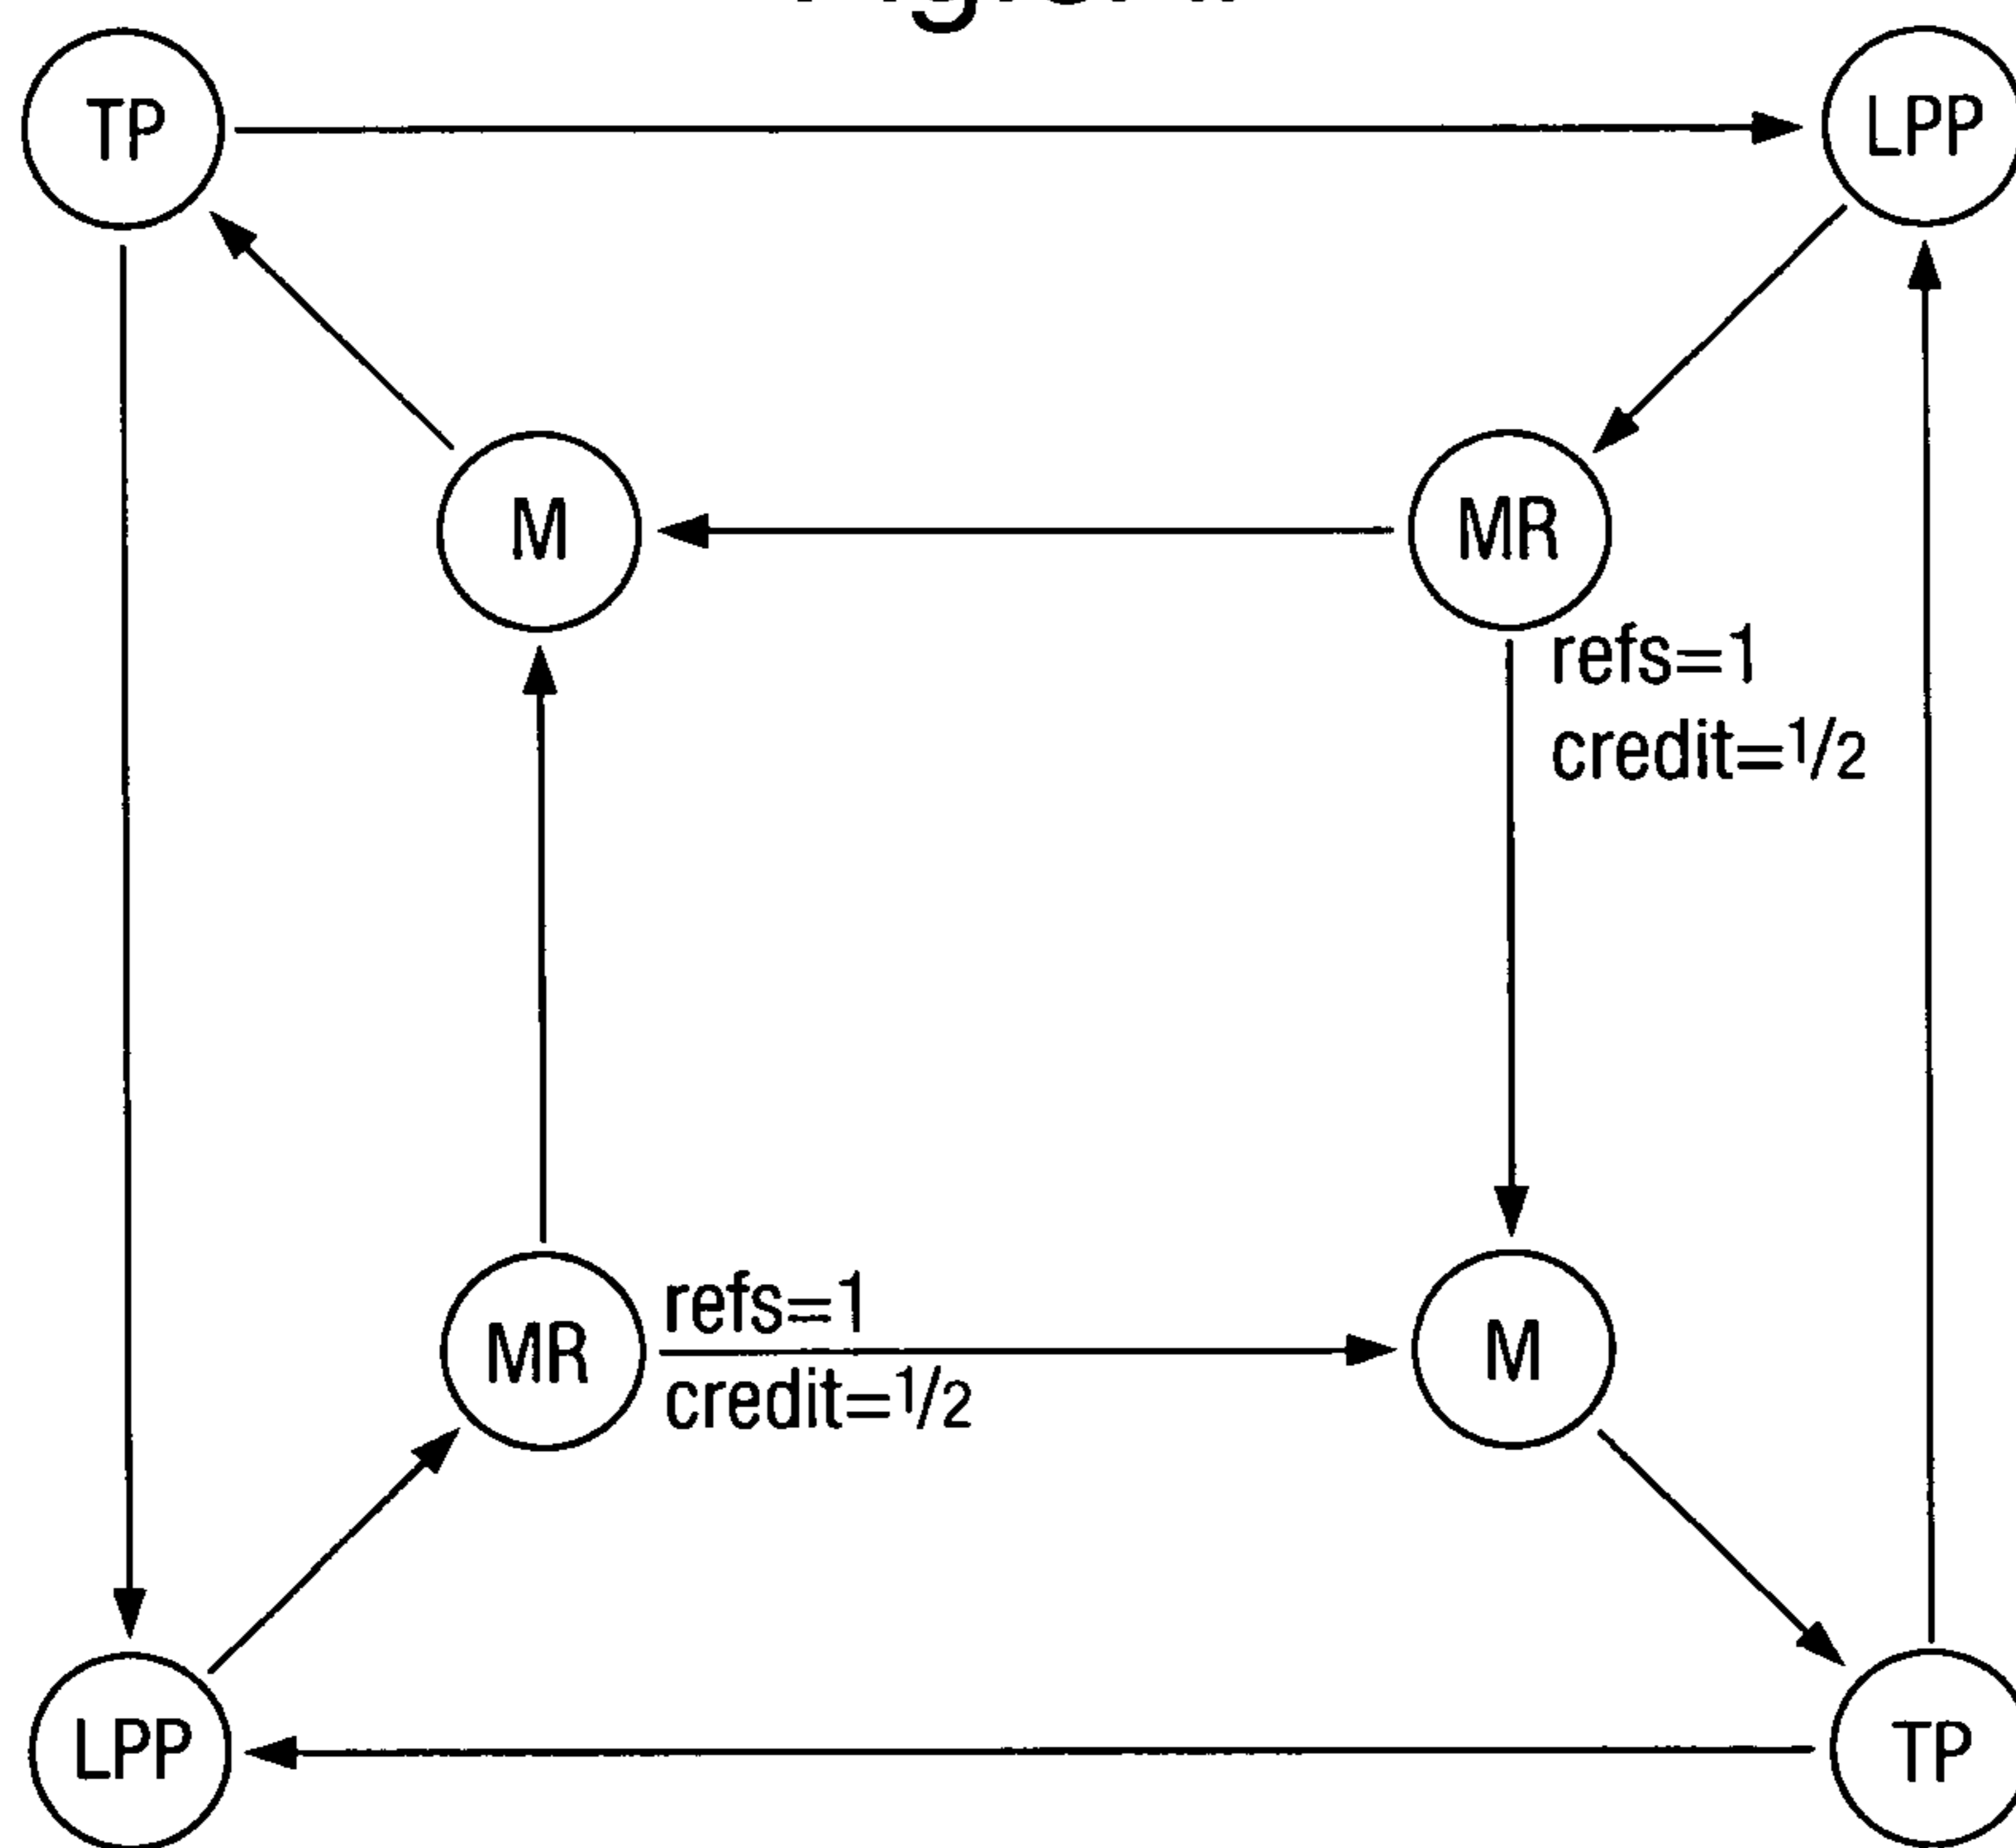 TP
LPP
M
MR
refs=1
credit=1/2
MR
refs=1
credit=1/2
M
LPP
TP